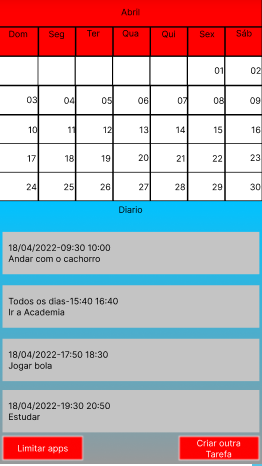 Abril
Dom Seg Ter Qua Qui Sex Sáb
01 02
03 04 05 06 07 08 09
10 11 12 13 14 15 16
17 18 19 20 21 22 23
24 25 26 27 28 29 30
Diario
18/04/2022-09:30 10:00
Andar com o cachorro
Todos os dias-15:40 16:40
Ir a Academia
18/04/2022-17:50 18:30
Jogar bola
18/04/2022-19:30 20:50
Estudar
Limitar apps
Criar outra
Tarefa